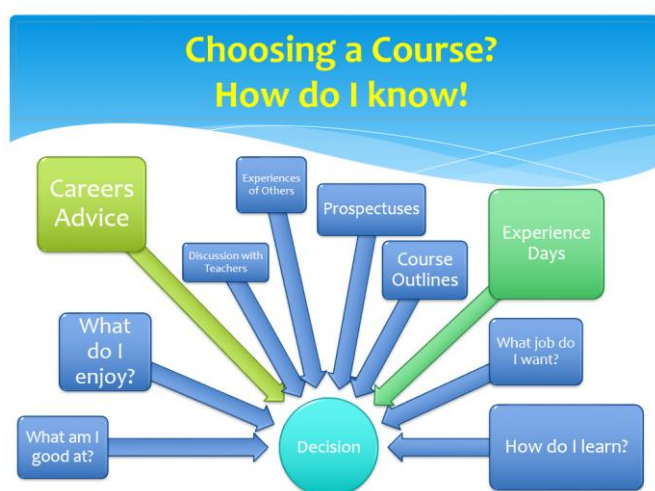 Choosing a Course?
How do I know!
Careers
Advice
Experiences
of Others
Prospectuses
Experience
Days
Discussion with
Teachers
Course
Outlines
What
do I
enjoy?
What job do
I want?
What am I
good at?
Decision
How do I learn?